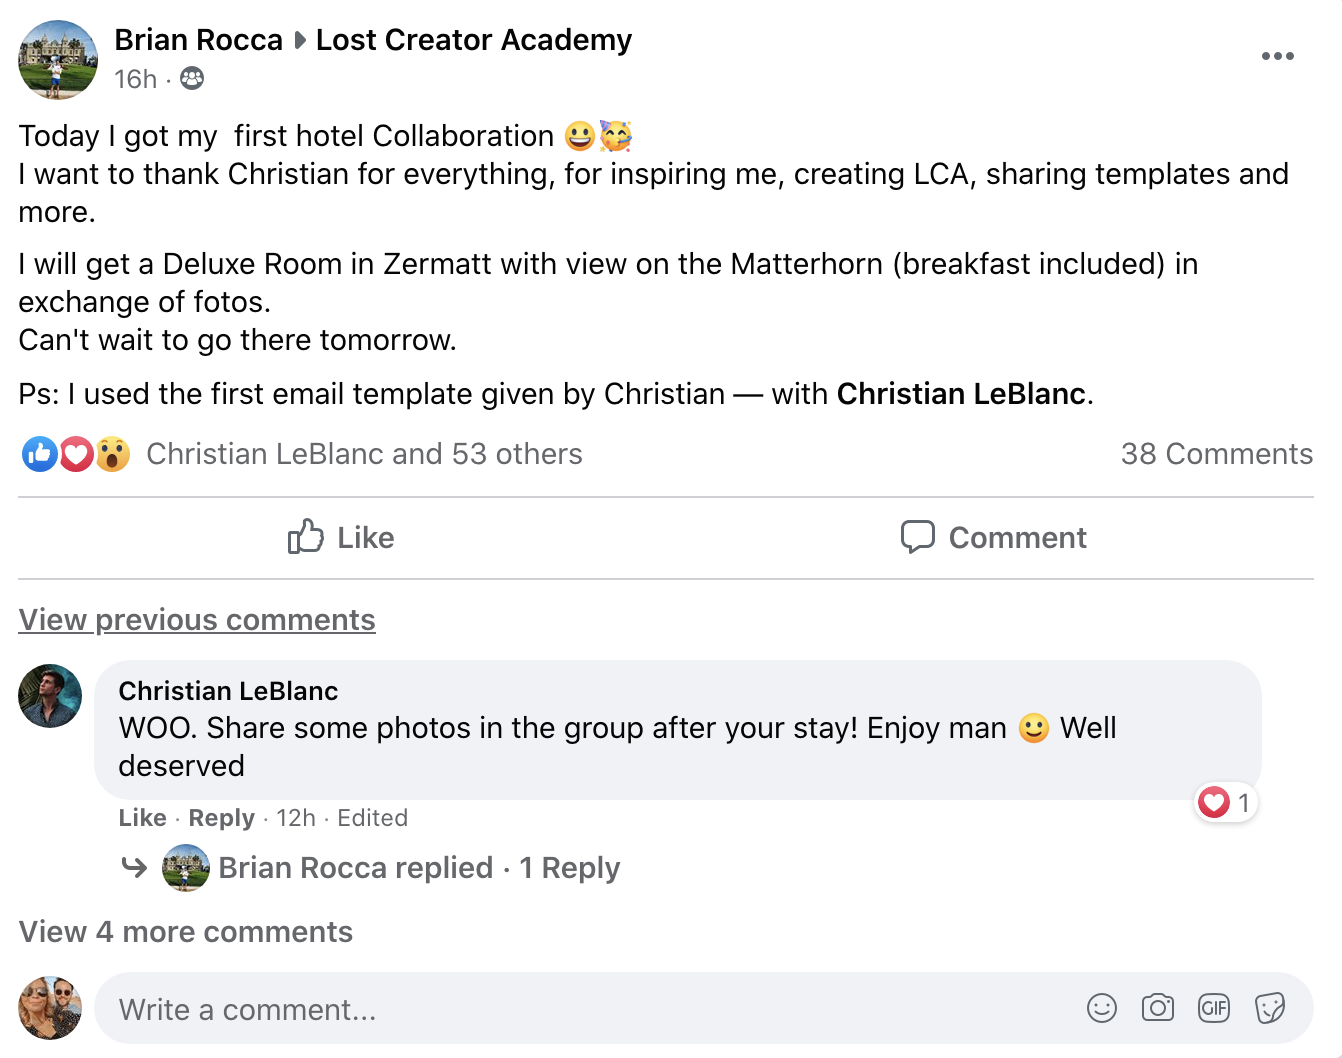 Brian Rocca ▸ Lost Creator Academy
16h ·
Today I got my  first hotel Collaboration 😃🥳
I want to thank Christian for everything, for inspiring me, creating LCA, sharing templates and
more.
I will get a Deluxe Room in Zermatt with view on the Matterhorn (breakfast included) in
exchange of fotos.
Can't wait to go there tomorrow.
Ps: I used the first email template given by Christian — with Christian LeBlanc.
Christian LeBlanc and 53 others 38 Comments
Like Comment
View previous comments
Christian LeBlanc
WOO. Share some photos in the group after your stay! Enjoy man 🙂 Well
deserved
Like · Reply · 12h · Edited 1
Brian Rocca replied · 1 Reply
View 4 more comments
Write a comment... GIF